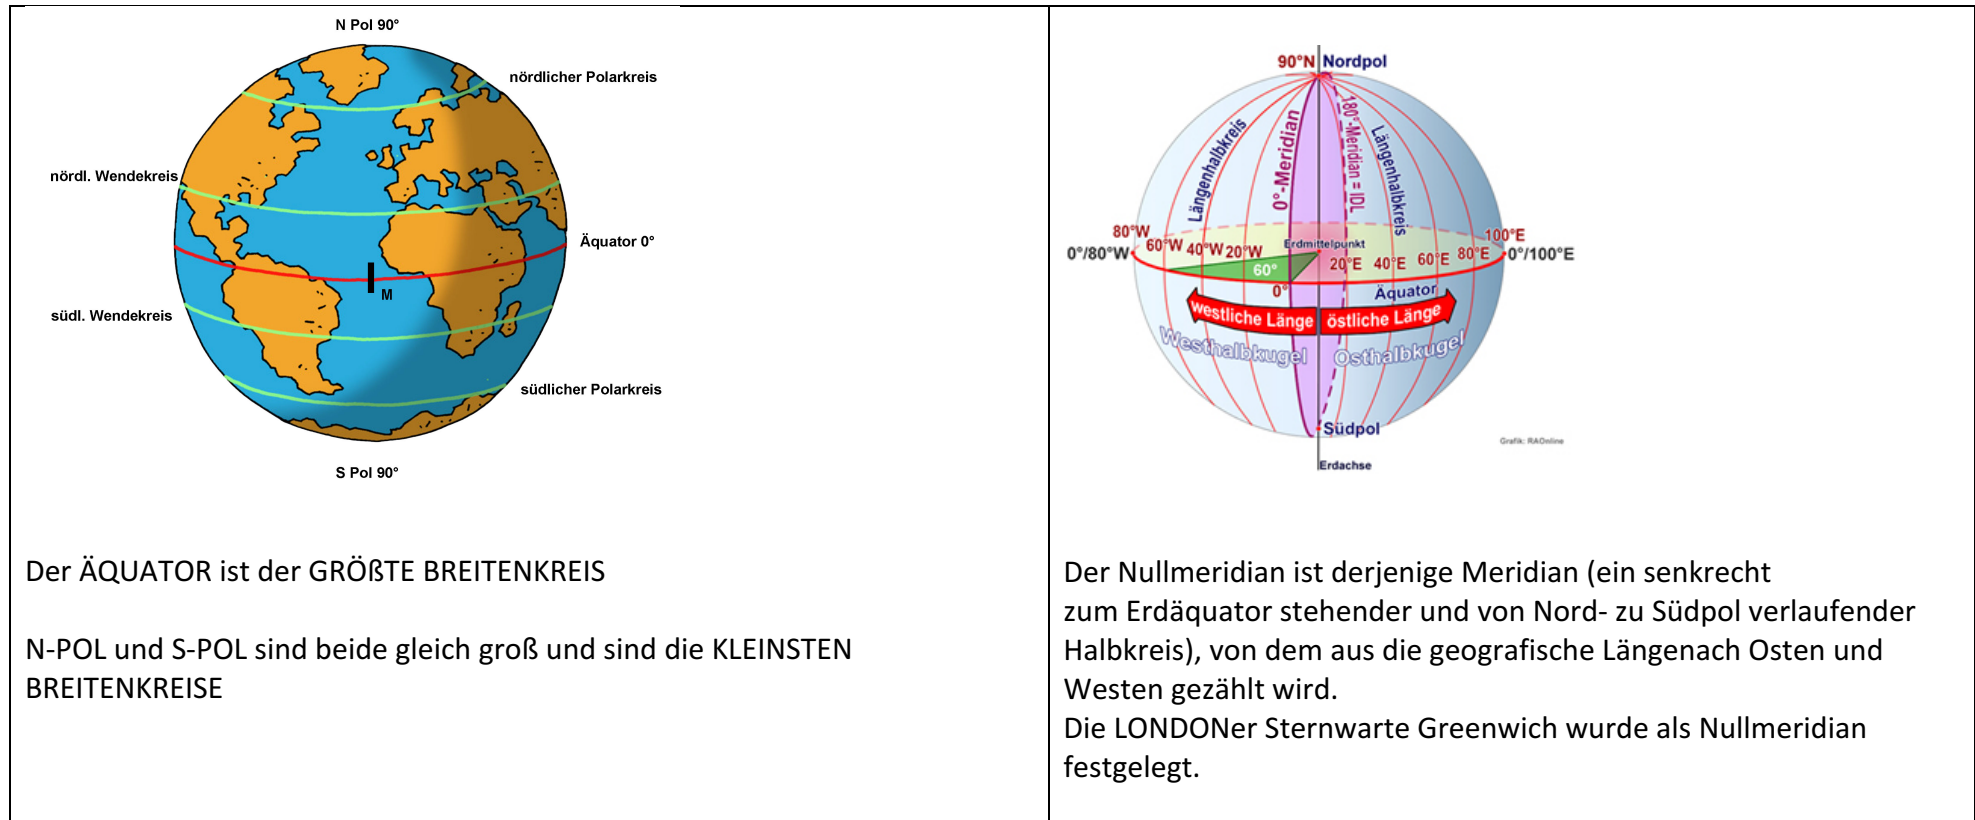 N Pol 90°
nördlicher Polarkreis
nördl. Wendekreis
Äquator 0°
M
südl. Wendekreis
südlicher Polarkreis
S Pol 90°
Der ÄQUATOR ist der GRÖßTE BREITENKREIS
N-POL und S-POL sind beide gleich groß und sind die KLEINSTEN
BREITENKREISE
90°N Nordpol
Längenhalbkreis
0°-Meridian
180°-Meridian = IDL
Längenhalbkreis
80°W
60°W
40°W
20°W
Erdmittelpunkt
100°E
0°/80°W
60°
20°E
40°E
60°E
80°E
0°/100°E
0°
Äquator
westliche Länge
östliche Länge
Westhalbkugel
Osthalbkugel
Südpol
Grafik: RAOnline
Erdachse
Der Nullmeridian ist derjenige Meridian (ein senkrecht
zum Erdäquator stehender und von Nord- zu Südpol verlaufender
Halbkreis), von dem aus die geografische Längenach Osten und
Westen gezählt wird.
Die LONDONer Sternwarte Greenwich wurde als Nullmeridian
festgelegt.